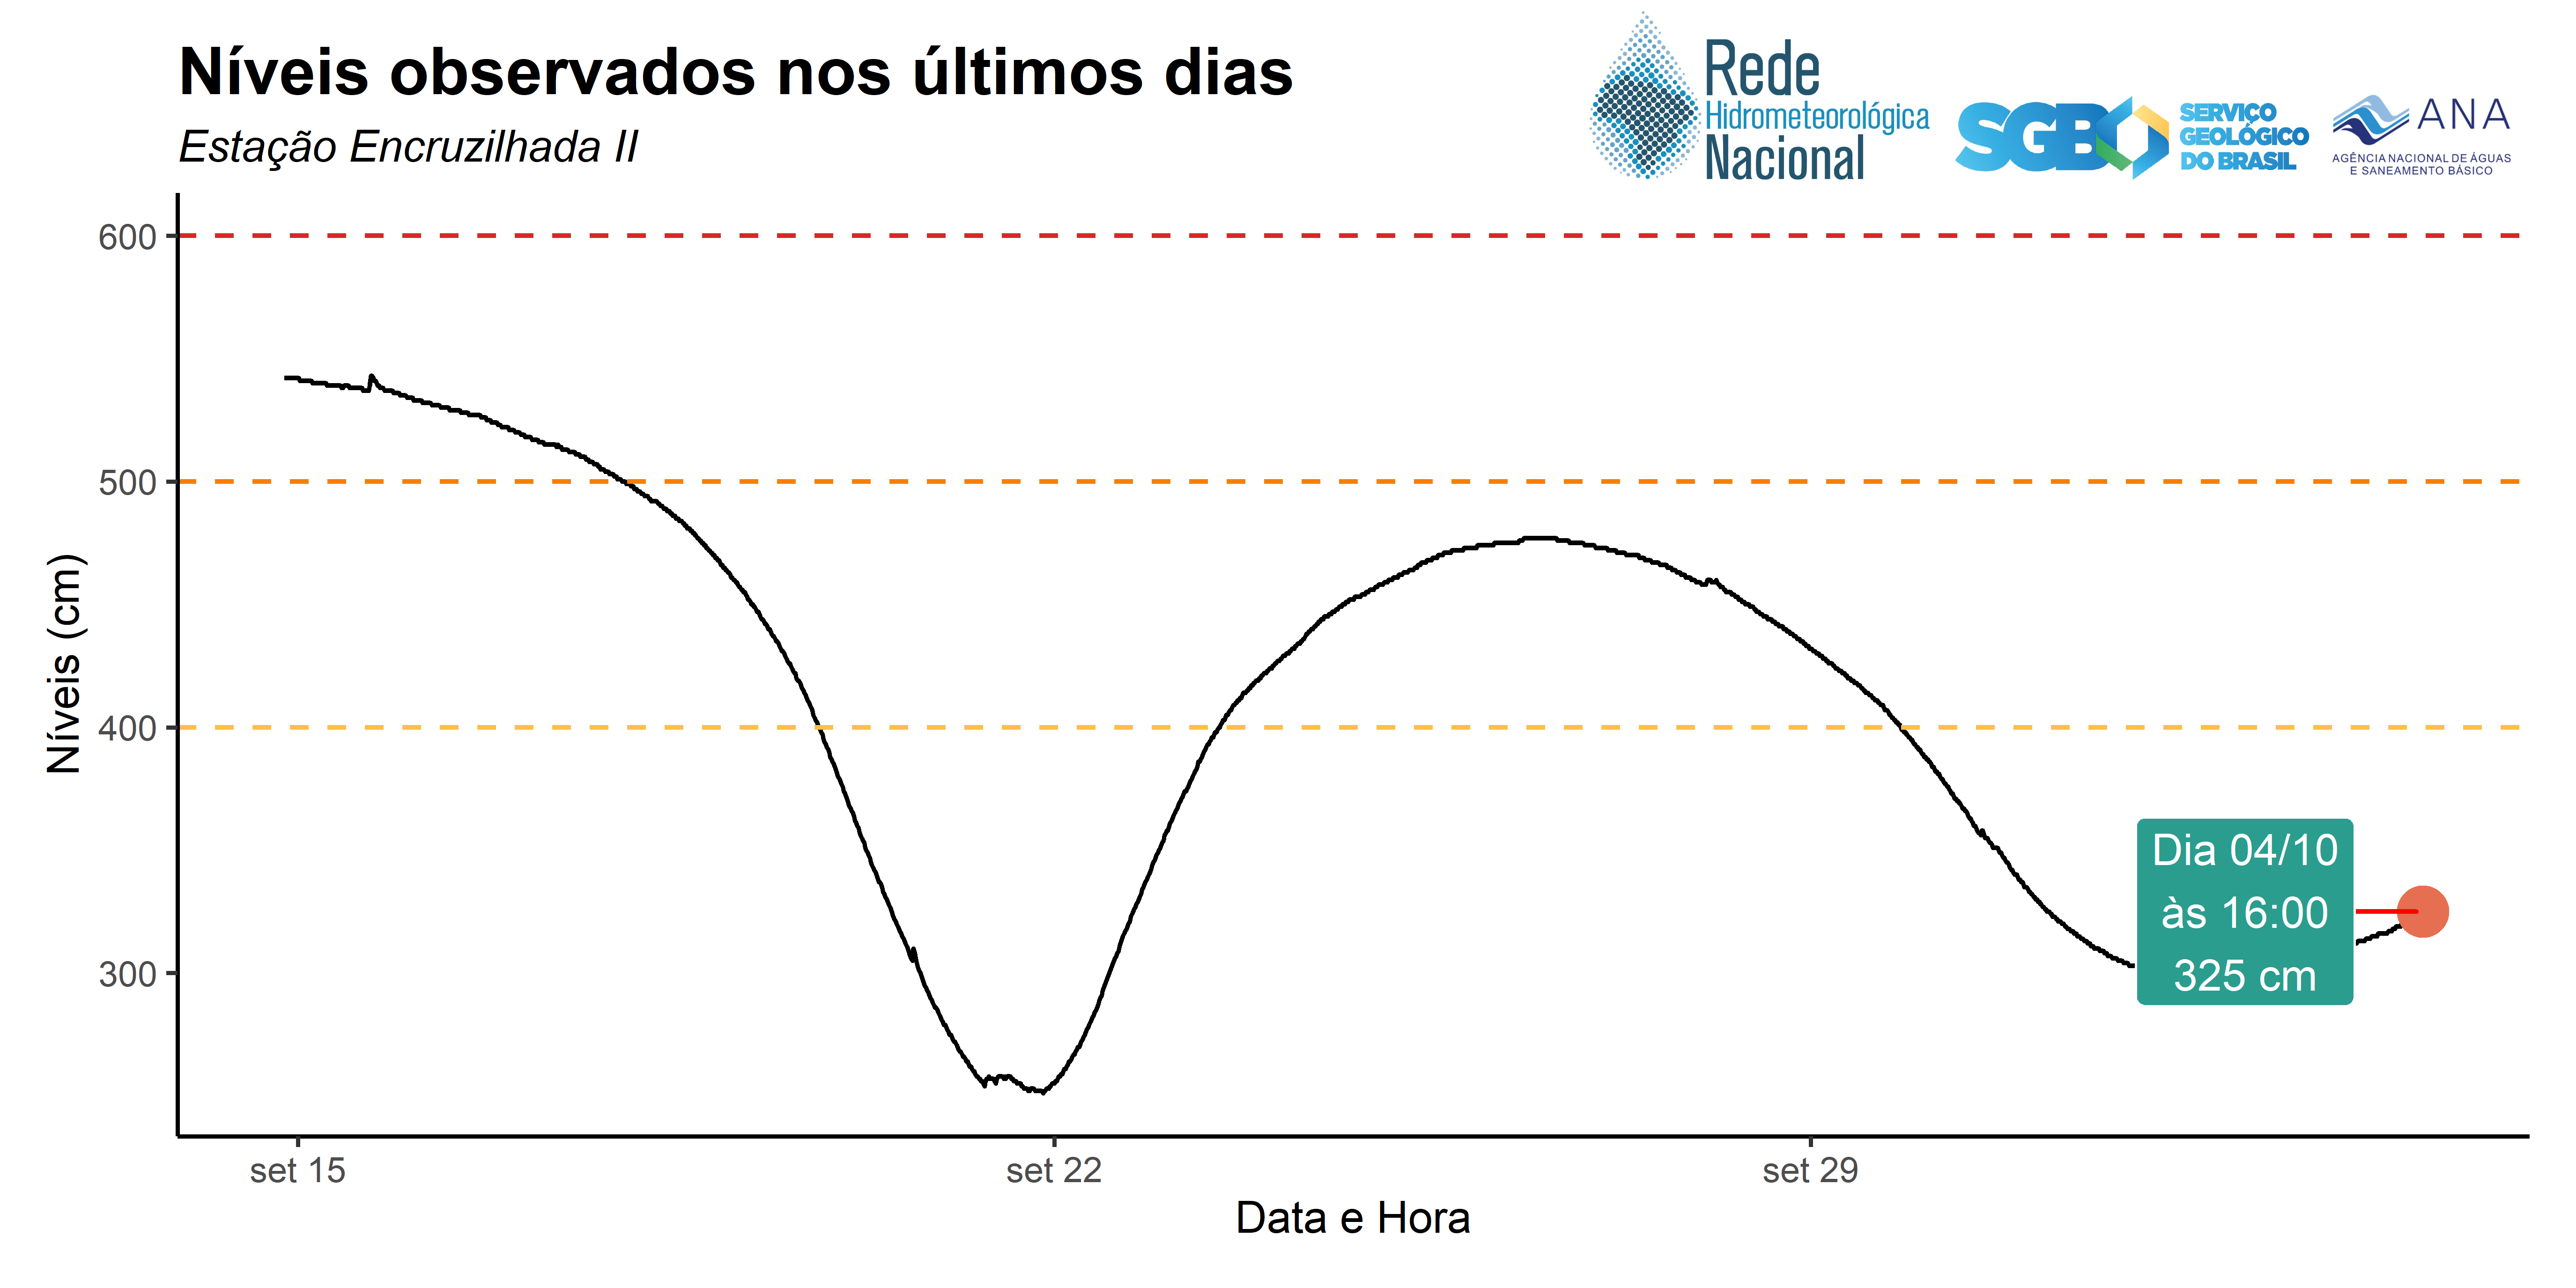 Níveis observados nos últimos dias
Estação Encruzilhada II
Rede
Hidrometeorológica
Nacional
SGB
SERVIÇO
GEOLÓGICO
DO BRASIL
ANA
AGÊNCIA NACIONAL DE ÁGUAS
E SANEAMENTO BÁSICO
Níveis (cm)
600
500
400
300
Dia 04/10
às 16:00
325 cm
set 15
set 22
set 29
Data e Hora